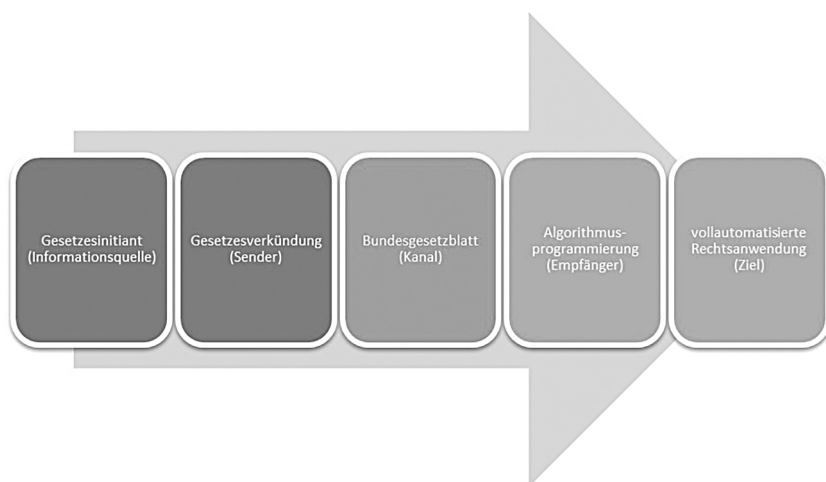 Gesetzesinitiant
(Informationsquelle)
Gesetzesverkündung
(Sender)
Bundesgesetzblatt
(Kanal)
Algorithmus-
programmierung
(Empfänger)
vollautomatisierte
Rechtsanwendung
(Ziel)